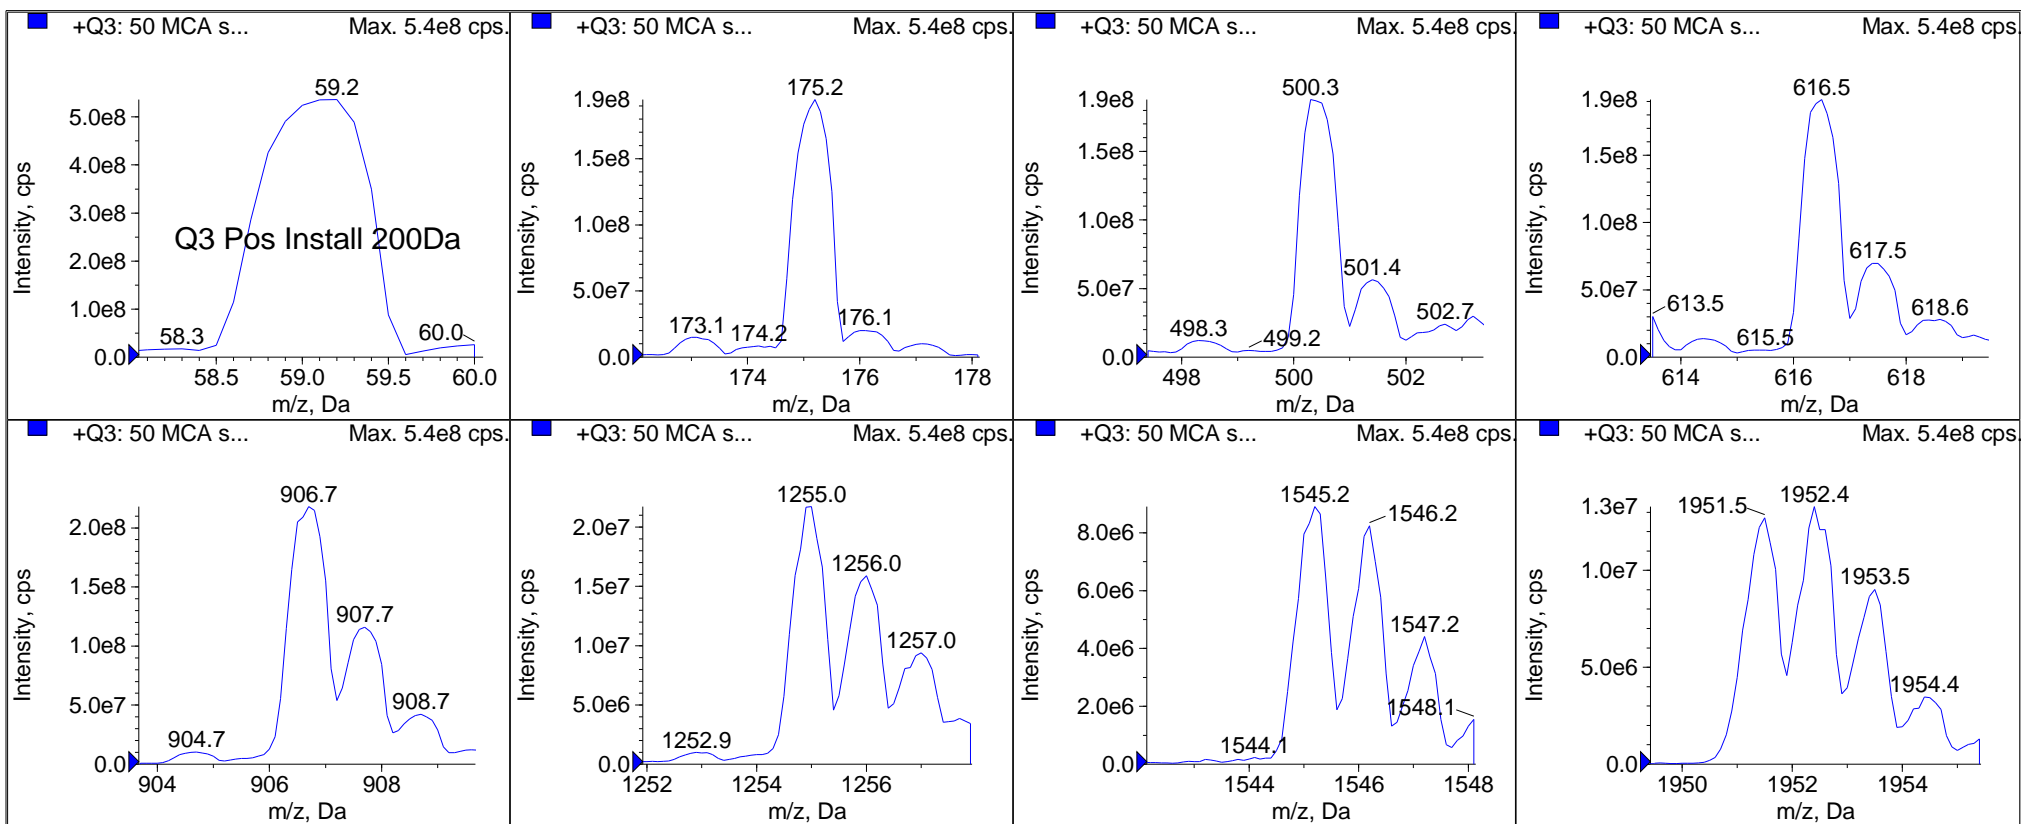 +Q3: 50 MCA s... Max. 5.4e8 cps.
59.2
5.0e8
4.0e8
3.0e8
2.0e8
1.0e8
0.0
Intensity, cps
Q3 Pos Install 200Da
58.3
60.0
58.5 59.0 59.5 60.0
m/z, Da
+Q3: 50 MCA s... Max. 5.4e8 cps.
175.2
1.9e8
1.5e8
1.0e8
5.0e7
0.0
Intensity, cps
173.1
174.2
176.1
174 176 178
m/z, Da
+Q3: 50 MCA s... Max. 5.4e8 cps.
500.3
1.9e8
1.5e8
1.0e8
5.0e7
0.0
Intensity, cps
501.4
498.3
499.2
502.7
498 500 502
m/z, Da
+Q3: 50 MCA s... Max. 5.4e8 cps.
616.5
1.9e8
1.5e8
1.0e8
5.0e7
0.0
Intensity, cps
617.5
613.5
615.5
618.6
614 616 618
m/z, Da
+Q3: 50 MCA s... Max. 5.4e8 cps.
906.7
2.0e8
1.5e8
1.0e8
5.0e7
0.0
Intensity, cps
907.7
908.7
904.7
904 906 908
m/z, Da
+Q3: 50 MCA s... Max. 5.4e8 cps.
1255.0
2.0e7
1.5e7
1.0e7
5.0e6
0.0
Intensity, cps
1256.0
1257.0
1252.9
1252 1254 1256
m/z, Da
+Q3: 50 MCA s... Max. 5.4e8 cps.
1545.2
1546.2
8.0e6
6.0e6
4.0e6
2.0e6
0.0
Intensity, cps
1547.2
1548.1
1544.1
1544 1546 1548
m/z, Da
+Q3: 50 MCA s... Max. 5.4e8 cps.
1951.5
1952.4
1.3e7
1.0e7
5.0e6
0.0
Intensity, cps
1953.5
1954.4
1950 1952 1954
m/z, Da